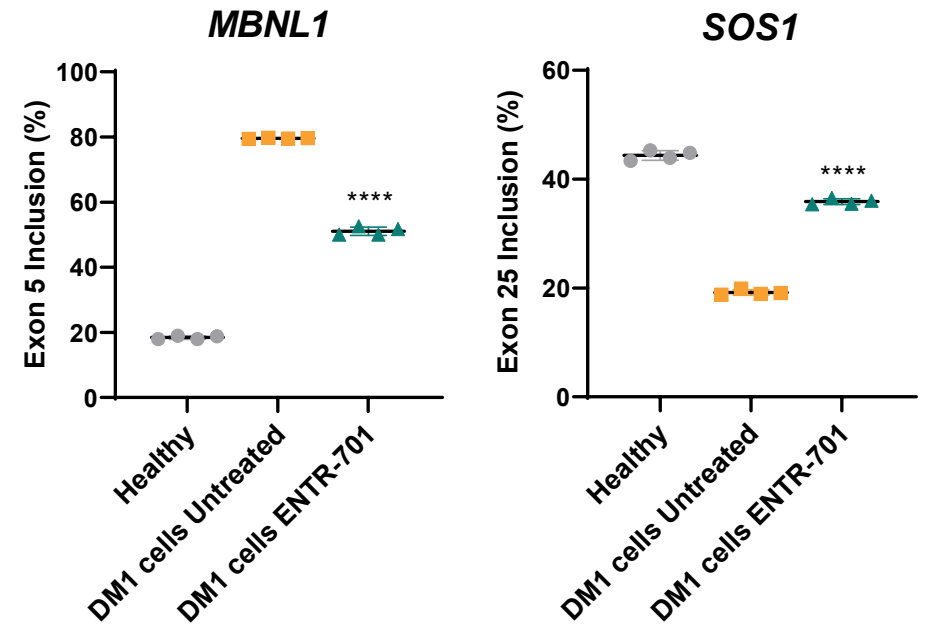 MBNL1
Exon 5 Inclusion (%)
100
80
60
40
20
0
****
Healthy
DM1 cells Untreated
DM1 cells ENTR-701
SOS1
Exon 25 Inclusion (%)
60
40
20
0
****
Healthy
DM1 cells Untreated
DM1 cells ENTR-701